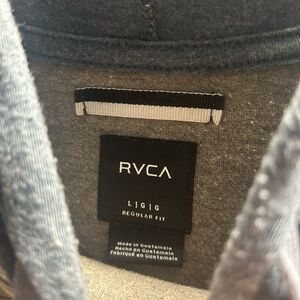 RVCA
L|G|G
REGULAR FIT
Made in Guatemala
Hecho en Guatemala
Fabriqué en Guatemala